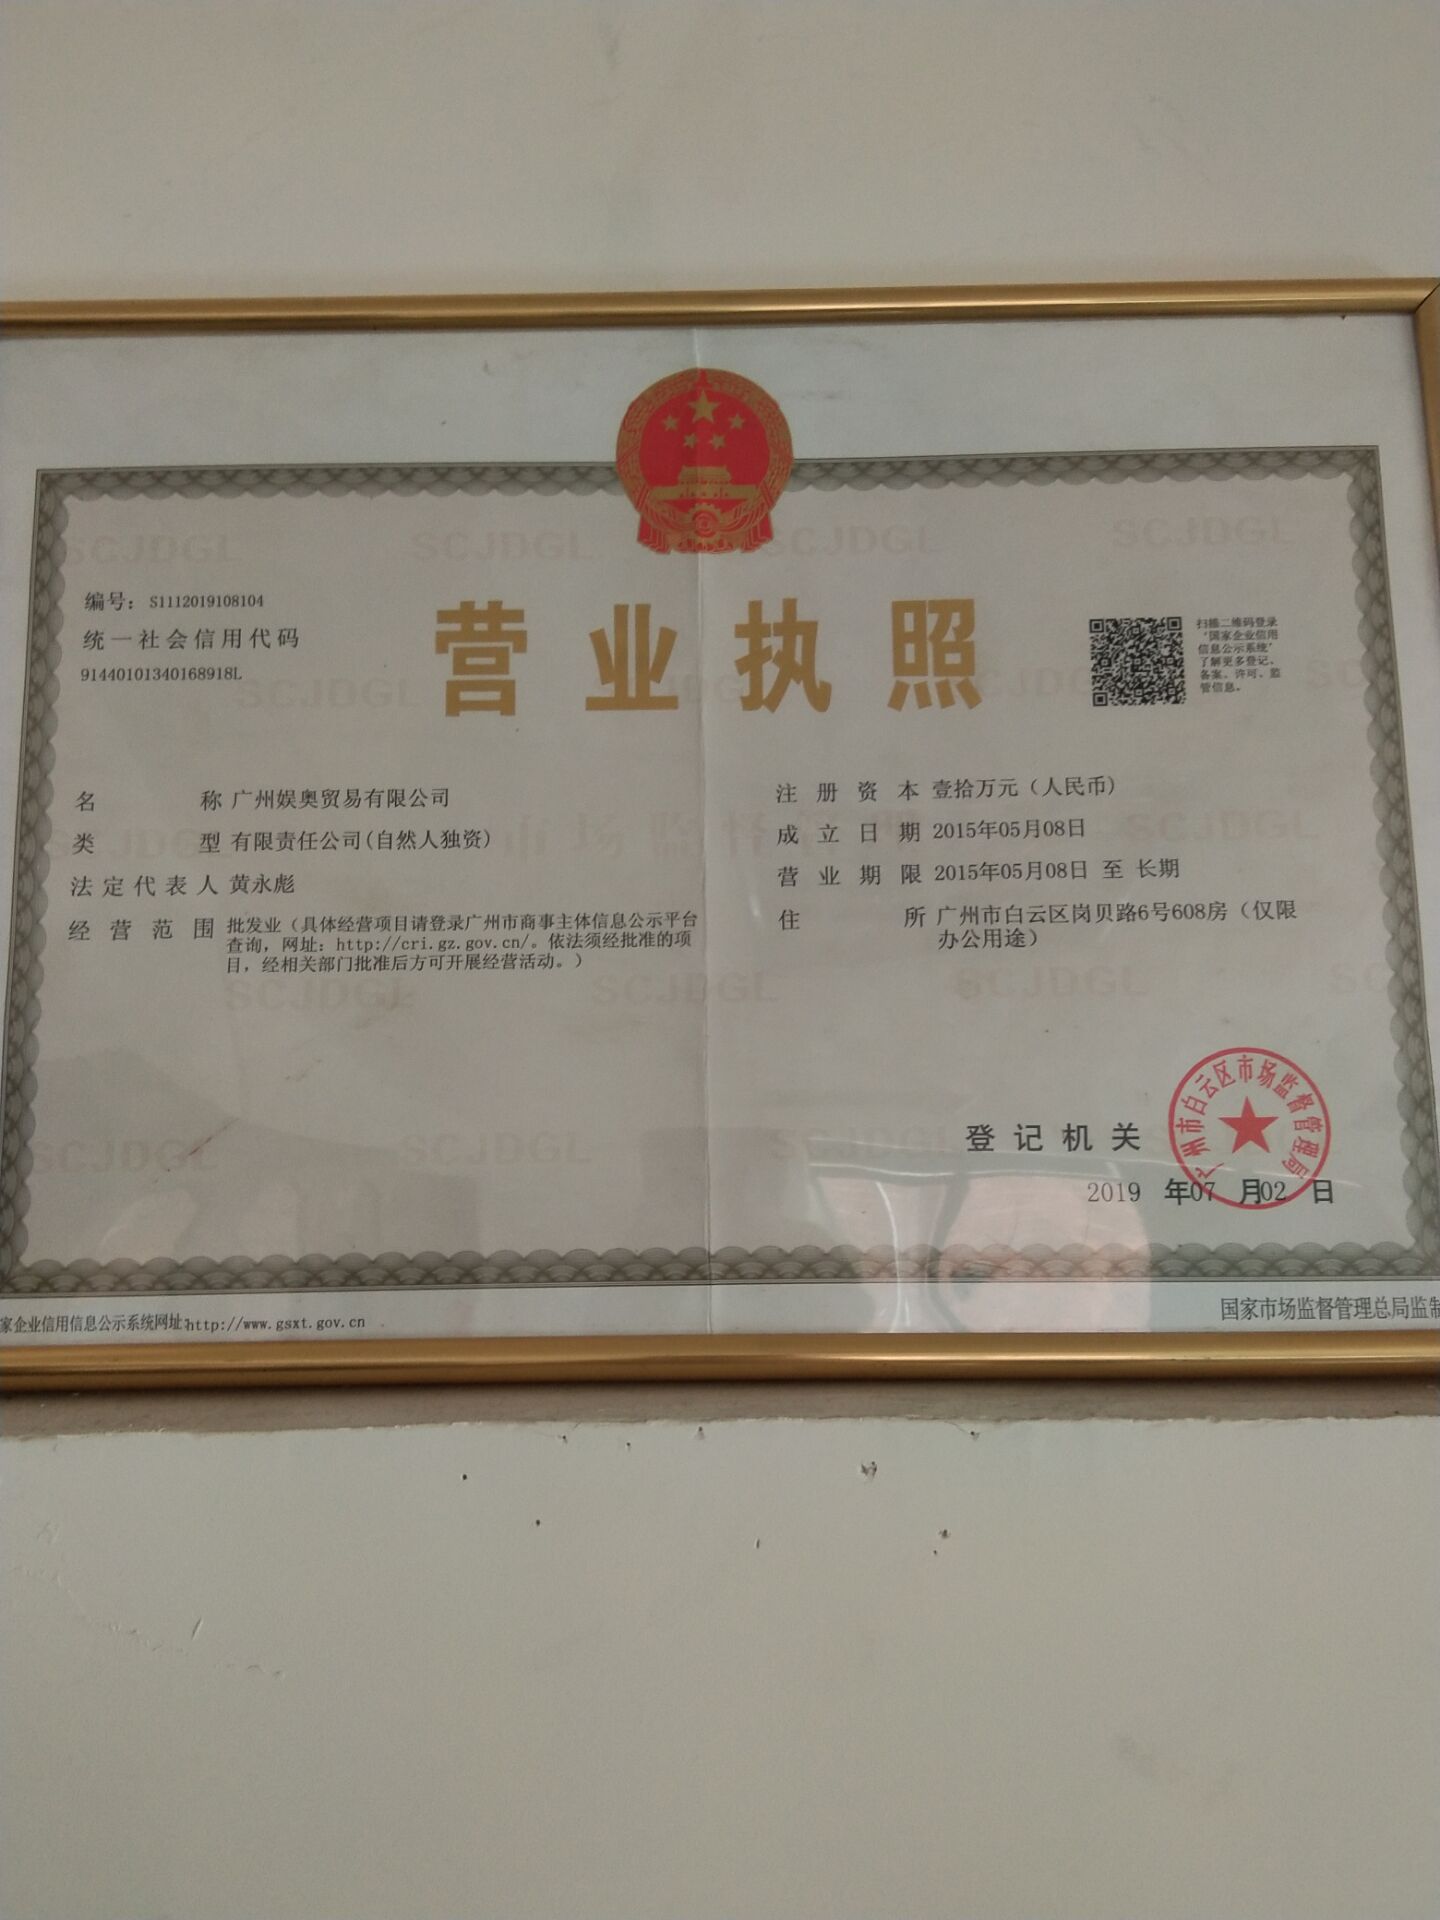 编号： S1112019108104
统一社会信用代码
91440101340168918L
营业执照
扫描二维码登录
‘国家企业信用
信息公示系统’
了解更多登记、
备案、许可、监
管信息。
名称 广州娱奥贸易有限公司
类型 有限责任公司(自然人独资)
法定代表人 黄永彪
经营范围 批发业（具体经营项目请登录广州市商事主体信息公示平台
查询，网址：http://cri.gz.gov.cn/。依法须经批准的项
目，经相关部门批准后方可开展经营活动。）
注册资本 壹拾万元（人民币）
成立日期 2015年05月08日
营业期限 2015年05月08日 至 长期
住所 广州市白云区岗贝路6号608房（仅限
办公用途）
登记机关
广州市白云区市场监督管理局
2019 年07 月02 日
家企业信用信息公示系统网址:http://www.gsxt.gov.cn
国家市场监督管理总局监制